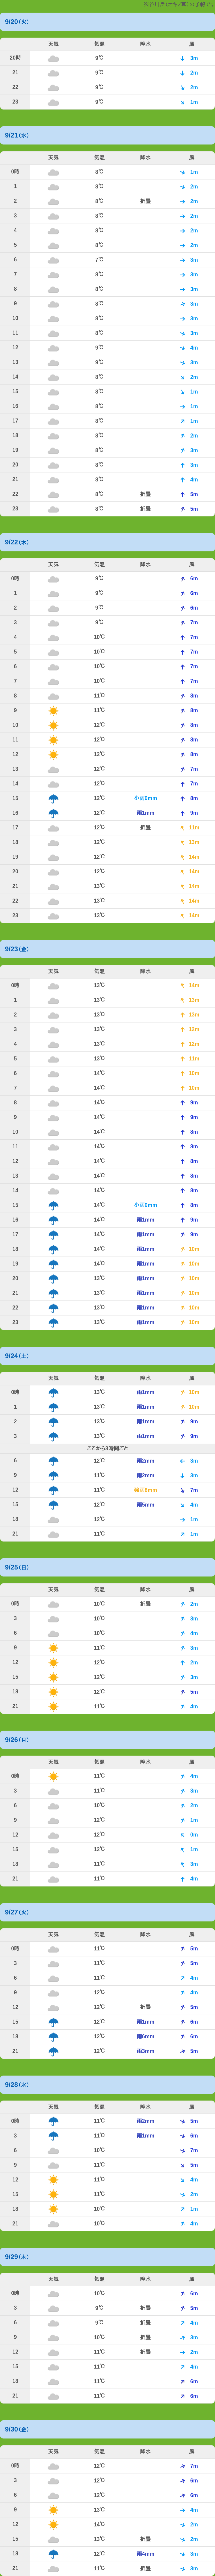 (オキノ耳)の予報です
9/20(火)
天気 気温 降水 風
20時 9℃ 3m
21 9℃ 2m
22 9℃ 2m
23 9℃ 1m
9/21(水)
天気 気温 降水 風
0時 8℃ 1m
1 8℃ 2m
2 8℃ 折曇 2m
3 8℃ 2m
4 8℃ 2m
5 8℃ 2m
6 7℃ 3m
7 8℃ 3m
8 8℃ 3m
9 8℃ 3m
10 8℃ 3m
11 8℃ 3m
12 9℃ 4m
13 9℃ 3m
14 8℃ 2m
15 8℃ 1m
16 8℃ 1m
17 8℃ 1m
18 8℃ 2m
19 8℃ 3m
20 8℃ 3m
21 8℃ 4m
22 8℃ 折曇 5m
23 8℃ 折曇 5m
9/22(木)
天気 気温 降水 風
0時 9℃ 6m
1 9℃ 6m
2 9℃ 6m
3 9℃ 7m
4 10℃ 7m
5 10℃ 7m
6 10℃ 7m
7 10℃ 8m
8 11℃ 8m
9 11℃ 8m
10 12℃ 8m
11 12℃ 8m
12 12℃ 8m
13 12℃ 7m
14 12℃ 7m
15 12℃ 小雨0mm 8m
16 12℃ 雨1mm 9m
17 12℃ 折曇 11m
18 12℃ 13m
19 12℃ 14m
20 12℃ 14m
21 13℃ 14m
22 13℃ 14m
23 13℃ 14m
9/23(金)
天気 気温 降水 風
0時 13℃ 14m
1 13℃ 13m
2 13℃ 13m
3 13℃ 12m
4 13℃ 12m
5 13℃ 11m
6 14℃ 10m
7 14℃ 10m
8 14℃ 9m
9 14℃ 9m
10 14℃ 8m
11 14℃ 8m
12 14℃ 8m
13 14℃ 8m
14 14℃ 8m
15 14℃ 小雨0mm 8m
16 14℃ 雨1mm 9m
17 14℃ 雨1mm 9m
18 14℃ 雨1mm 10m
19 14℃ 雨1mm 10m
20 13℃ 雨1mm 10m
21 13℃ 雨1mm 10m
22 13℃ 雨1mm 10m
23 13℃ 雨1mm 10m
9/24(土)
天気 気温 降水 風
0時 13℃ 雨1mm 10m
1 13℃ 雨1mm 10m
2 13℃ 雨1mm 9m
3 13℃ 雨1mm 9m
ここから3時間ごと
6 12℃ 雨2mm 3m
9 11℃ 雨2mm 3m
12 11℃ 8mm 7m
15 12℃ 雨5mm 4m
18 12℃ 1m
21 11℃ 1m
9/25(日)
天気 気温 降水 風
0時 10℃ 折曇 2m
3 10℃ 3m
6 10℃ 4m
9 11℃ 3m
12 12℃ 2m
15 12℃ 3m
18 12℃ 5m
21 11℃ 4m
9/26(月)
天気 気温 降水 風
0時 11℃ 4m
3 11℃ 3m
6 10℃ 2m
9 12℃ 1m
12 12℃ 0m
15 12℃ 1m
18 11℃ 3m
21 11℃ 4m
9/27(火)
天気 気温 降水 風
0時 11℃ 5m
3 11℃ 5m
6 11℃ 4m
9 12℃ 4m
12 12℃ 折曇 5m
15 12℃ 雨1mm 6m
18 12℃ 雨6mm 6m
21 12℃ 雨3mm 5m
9/28(水)
天気 気温 降水 風
0時 11℃ 雨2mm 5m
3 11℃ 雨1mm 6m
6 10℃ 7m
9 11℃ 5m
12 11℃ 4m
15 11℃ 2m
18 10℃ 1m
21 10℃ 4m
9/29(木)
天気 気温 降水 風
0時 10℃ 6m
3 9℃ 折曇 5m
6 9℃ 折曇 4m
9 10℃ 折曇 3m
12 11℃ 折曇 2m
15 11℃ 4m
18 11℃ 6m
21 11℃ 6m
9/30(金)
天気 気温 降水 風
0時 12℃ 7m
3 12℃ 6m
6 12℃ 6m
9 13℃ 4m
12 14℃ 2m
15 13℃ 折曇 2m
18 12℃ 雨4mm 3m
21 11℃ 折曇 3m